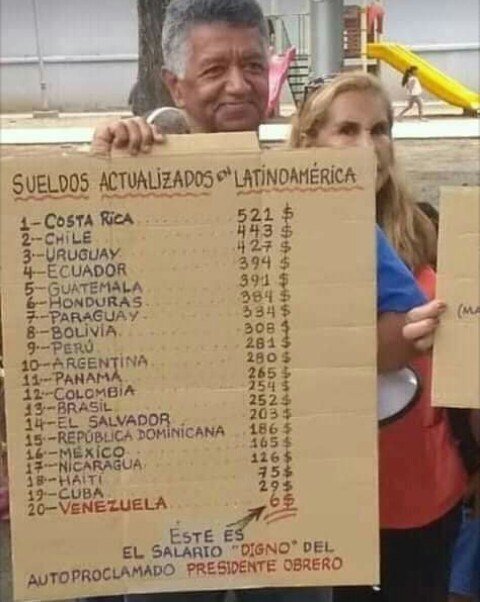 SUELDOS ACTUALIZADOS en LATINOAMÉRICA
1- COSTA RICA ........ 521 $
2- CHILE ........ 443 $
3- URUGUAY ........ 427 $
4- ECUADOR ........ 394 $
5- GUATEMALA ........ 391 $
6- HONDURAS ........ 384 $
7- PARAGUAY ........ 334 $
8- BOLIVIA ........ 308 $
9- PERÚ ........ 281 $
10- ARGENTINA ........ 280 $
11- PANAMÁ ........ 265 $
12- COLOMBIA ........ 254 $
13- BRASIL ........ 252 $
14- EL SALVADOR ........ 203 $
15- REPÚBLICA DOMINICANA .. 186 $
16- MÉXICO ........ 165 $
17- NICARAGUA ........ 126 $
18- HAITÍ ........ 75 $
19- CUBA ........ 29 $
20- VENEZUELA ........ 6 $
ÉSTE ES
EL SALARIO "DIGNO" DEL
AUTOPROCLAMADO PRESIDENTE OBRERO